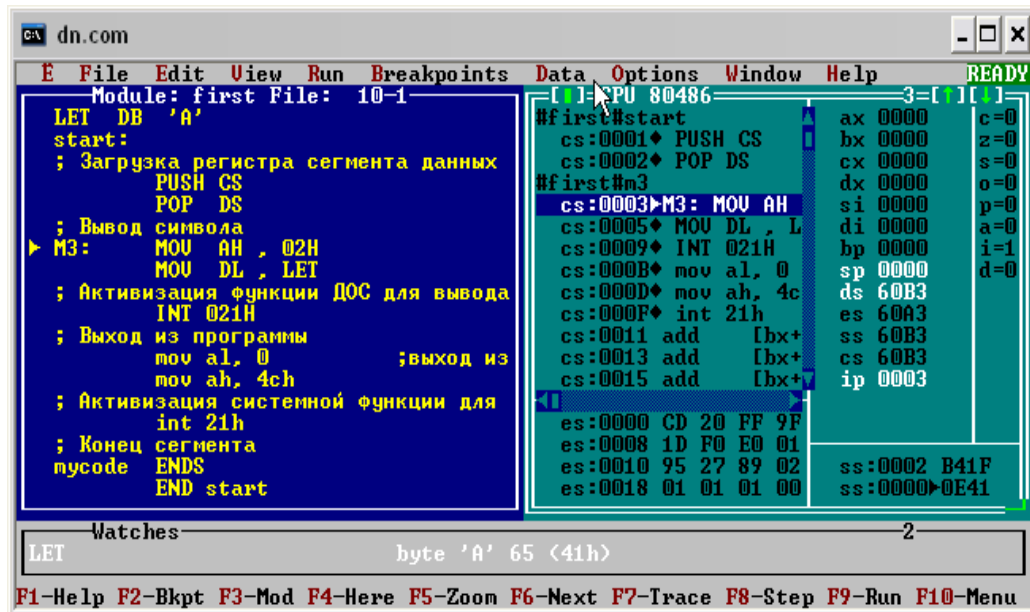 dn.com
Ё File Edit View Run Breakpoints Data Options Window Help READY
Module: first File: 10-1
LET DB 'A'
start:
; Загрузка регистра сегмента данных
PUSH CS
POP DS
; Вывод символа
M3: MOV AH , 02H
MOV DL , LET
; Активизация функции ДОС для вывода
INT 021H
; Выход из программы
mov al, 0 ;выход из
mov ah, 4ch
; Активизация системной функции для
int 21h
; Конец сегмента
mycode ENDS
END start
CPU 80486 3
#first#start
cs:0001 PUSH CS
cs:0002 POP DS
#first#m3
cs:0003 M3: MOV AH
cs:0005 MOV DL , L
cs:0009 INT 021H
cs:000B mov al, 0
cs:000D mov ah, 4c
cs:000F int 21h
cs:0011 add [bx+
cs:0013 add [bx+
cs:0015 add [bx+
es:0000 CD 20 FF 9F
es:0008 1D F0 E0 01
es:0010 95 27 89 02
es:0018 01 01 01 00
ax 0000 c=0
bx 0000 z=0
cx 0000 s=0
dx 0000 o=0
si 0000 p=0
di 0000 a=0
bp 0000 i=1
sp 0000 d=0
ds 60B3
es 60A3
ss 60B3
cs 60B3
ip 0003
ss:0002 B41F
ss:0000 0E41
Watches 2
LET byte 'A' 65 (41h)
F1-Help F2-Bkpt F3-Mod F4-Here F5-Zoom F6-Next F7-Trace F8-Step F9-Run F10-Menu